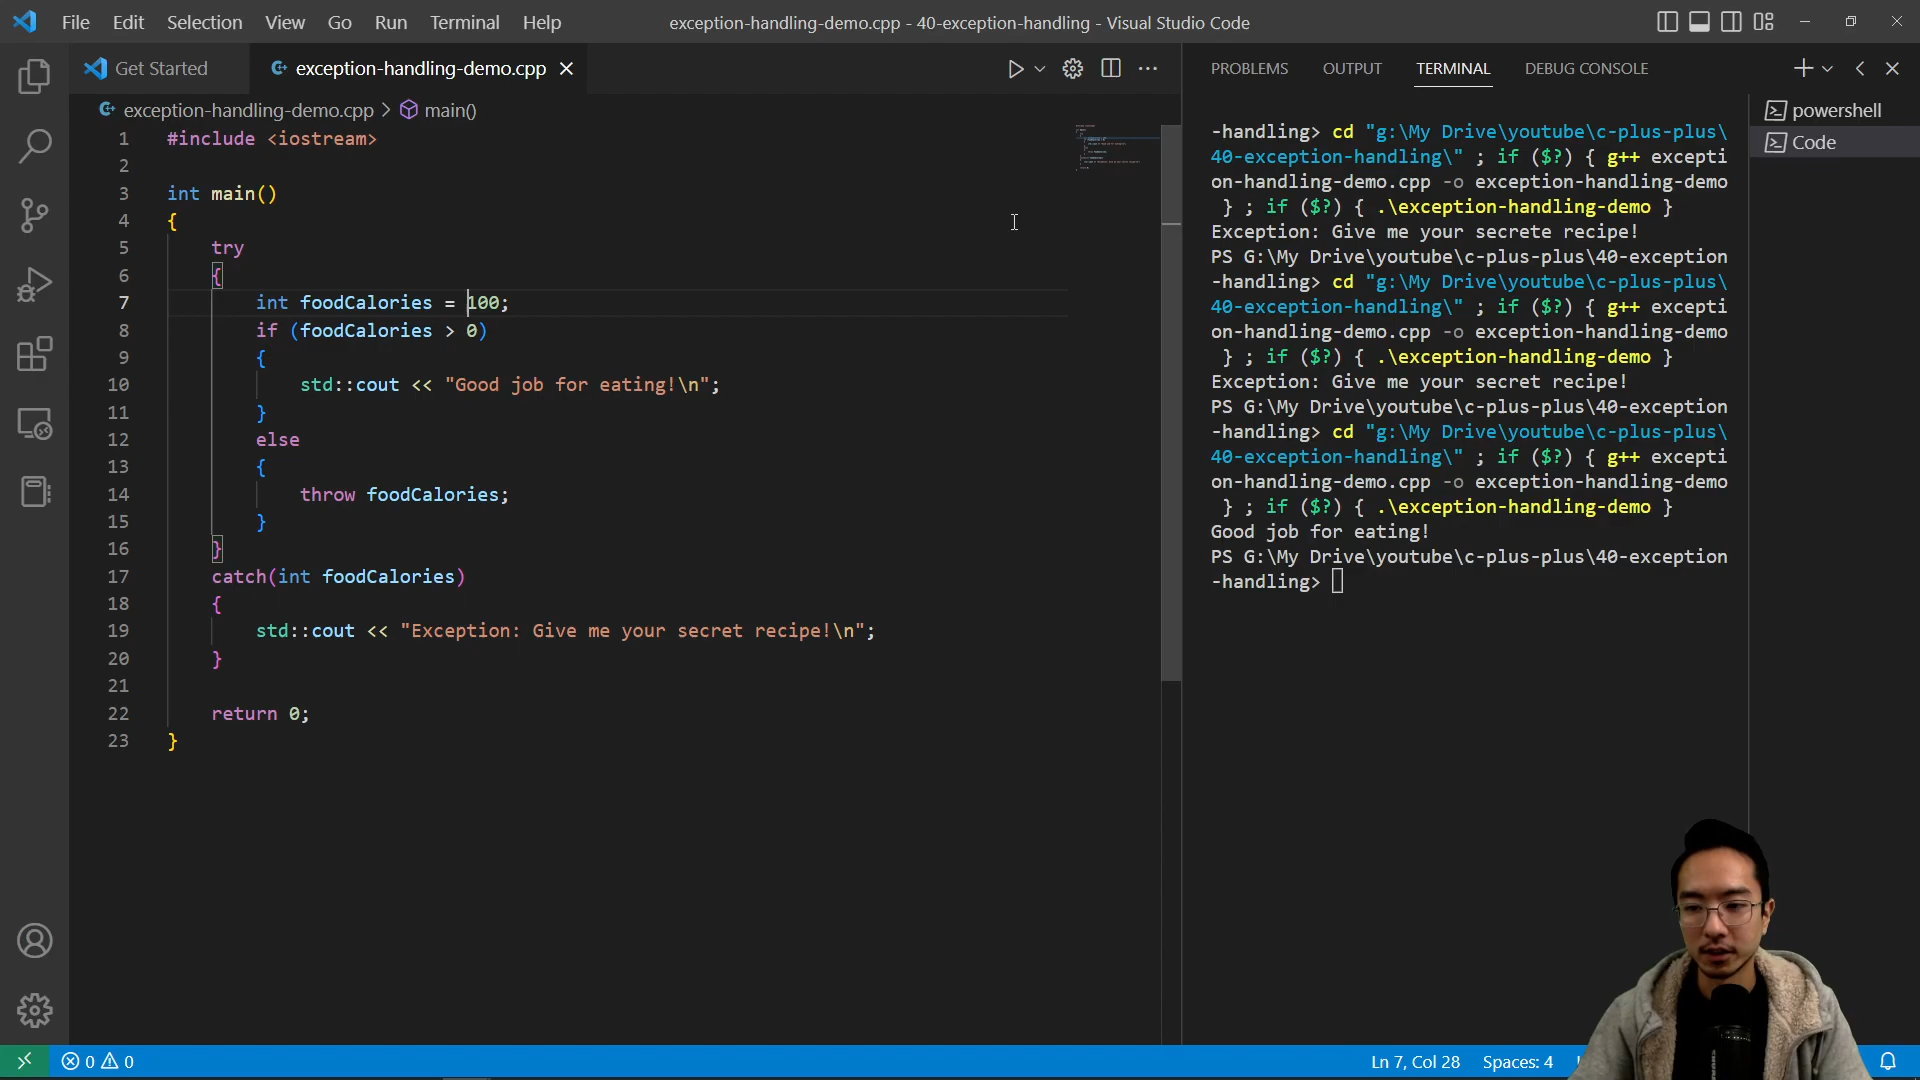 File Edit Selection View Go Run Terminal Help
exception-handling-demo.cpp - 40-exception-handling - Visual Studio Code
Get Started
exception-handling-demo.cpp
exception-handling-demo.cpp > main()
1 #include <iostream>
2
3 int main()
4 {
5 try
6 {
7 int foodCalories = 100;
8 if (foodCalories > 0)
9 {
10 std::cout << "Good job for eating!\n";
11 }
12 else
13 {
14 throw foodCalories;
15 }
16 }
17 catch(int foodCalories)
18 {
19 std::cout << "Exception: Give me your secret recipe!\n";
20 }
21
22 return 0;
23 }
PROBLEMS OUTPUT TERMINAL DEBUG CONSOLE
-handling> cd "g:\My Drive\youtube\c-plus-plus\
40-exception-handling\" ; if ($?) { g++ excepti
on-handling-demo.cpp -o exception-handling-demo
} ; if ($?) { .\exception-handling-demo }
Exception: Give me your secrete recipe!
PS G:\My Drive\youtube\c-plus-plus\40-exception
-handling> cd "g:\My Drive\youtube\c-plus-plus\
40-exception-handling\" ; if ($?) { g++ excepti
on-handling-demo.cpp -o exception-handling-demo
} ; if ($?) { .\exception-handling-demo }
Exception: Give me your secret recipe!
PS G:\My Drive\youtube\c-plus-plus\40-exception
-handling> cd "g:\My Drive\youtube\c-plus-plus\
40-exception-handling\" ; if ($?) { g++ excepti
on-handling-demo.cpp -o exception-handling-demo
} ; if ($?) { .\exception-handling-demo }
Good job for eating!
PS G:\My Drive\youtube\c-plus-plus\40-exception
-handling>
powershell
Code
0 0
Ln 7, Col 28 Spaces: 4